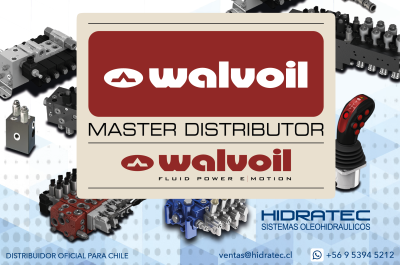 walvoil
MASTER DISTRIBUTOR
walvoil
FLUID POWER E|MOTION
HIDRATEC
SISTEMAS OLEOHIDRÁULICOS
DISTRIBUIDOR OFICIAL PARA CHILE
ventas@hidratec.cl
+56 9 5394 5212